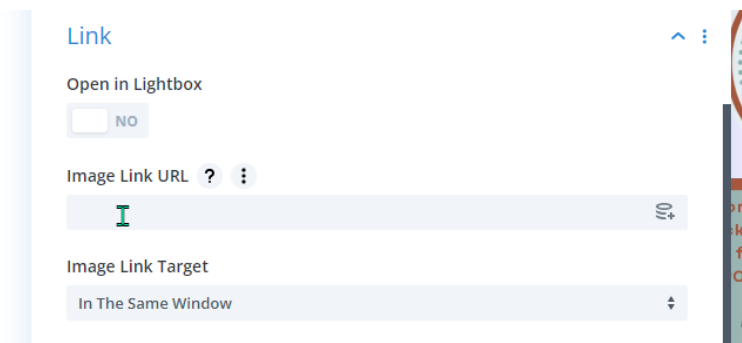 Link
Open in Lightbox
NO
Image Link URL ?
Image Link Target
In The Same Window